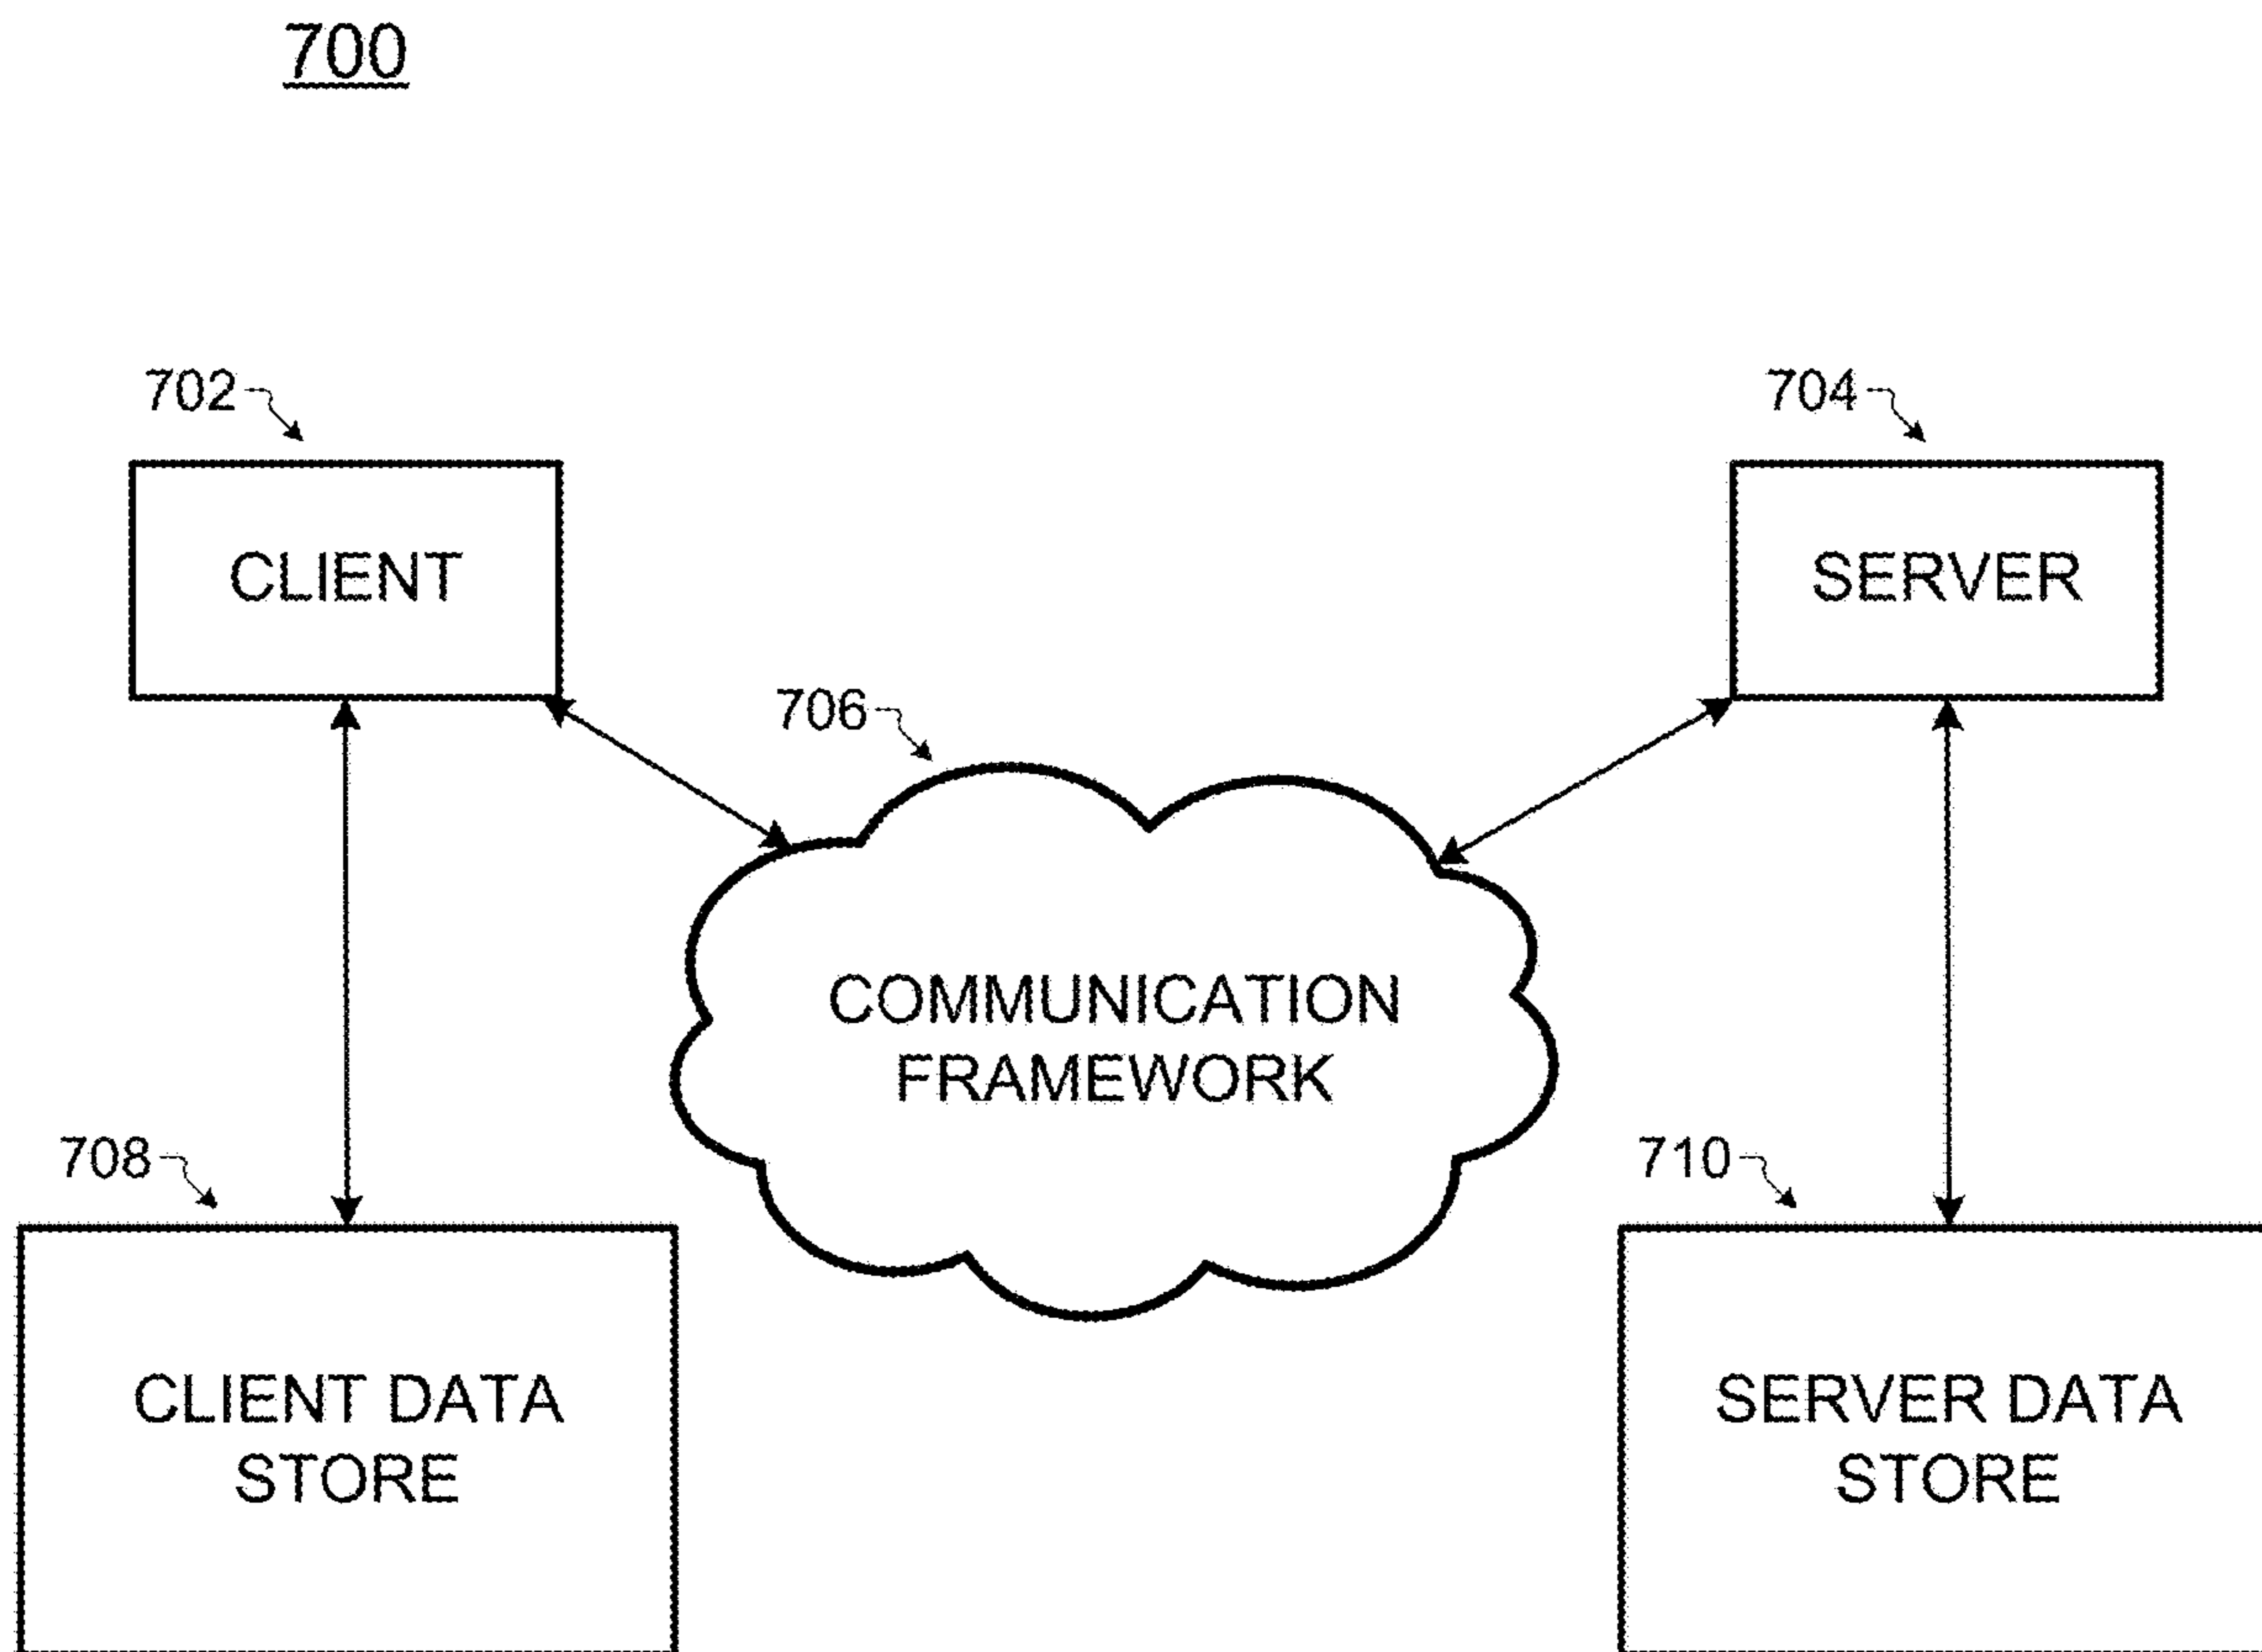 700
702
704
CLIENT
SERVER
706
COMMUNICATION
FRAMEWORK
708
710
CLIENT DATA
STORE
SERVER DATA
STORE